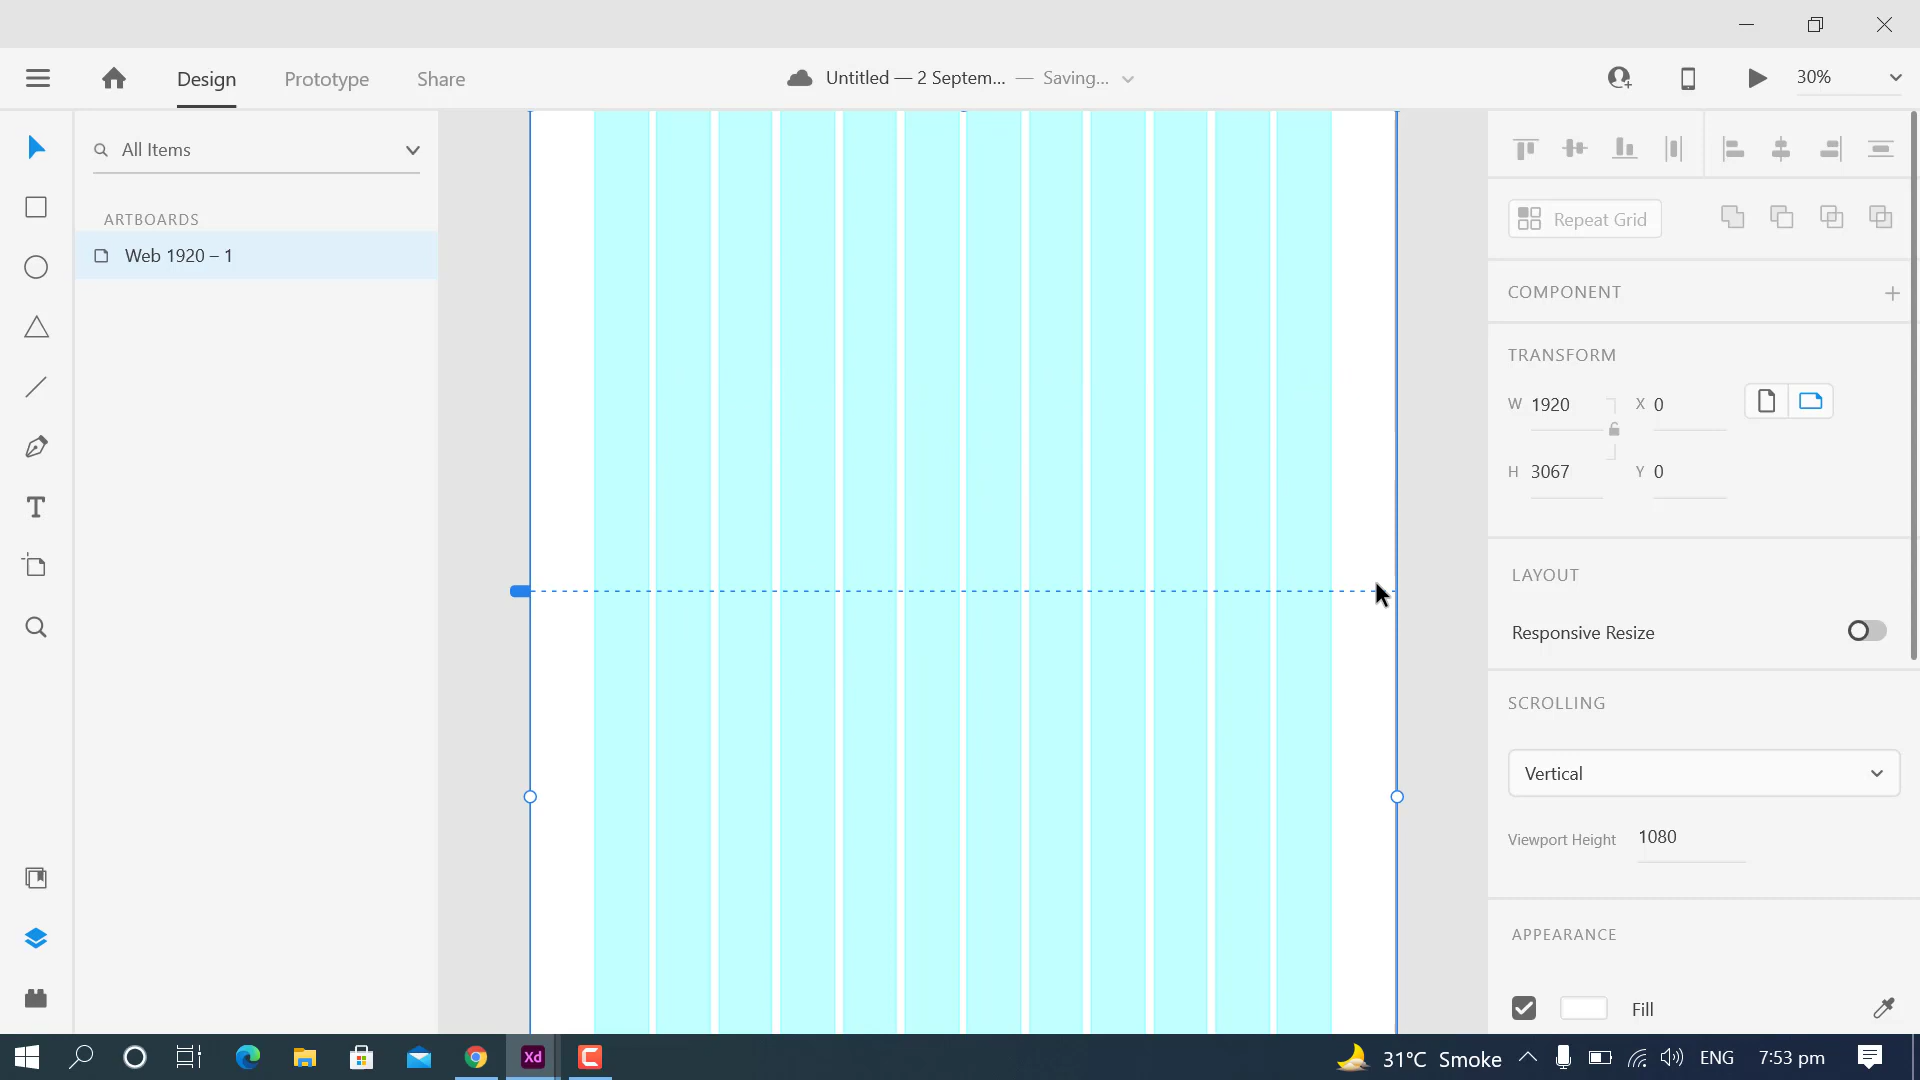 Design
Prototype
Share
Untitled — 2 Septem...
— Saving...
30%
All Items
ARTBOARDS
Web 1920 – 1
Repeat Grid
COMPONENT
TRANSFORM
W 1920
X 0
H 3067
Y 0
LAYOUT
Responsive Resize
SCROLLING
Vertical
Viewport Height 1080
APPEARANCE
Fill
T
Xd
31°C Smoke
ENG
7:53 pm